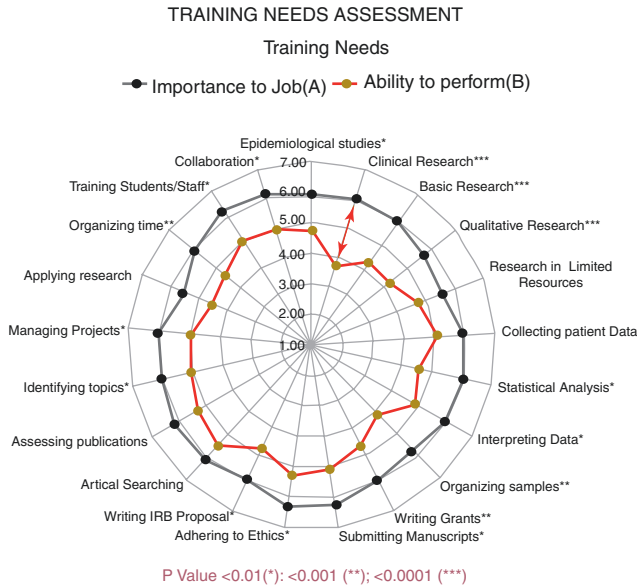 TRAINING NEEDS ASSESSMENT
Training Needs
Importance to Job(A) Ability to perform(B)
Epidemiological studies*
Clinical Research***
Basic Research***
Qualitative Research***
Research in Limited
Resources
Collecting patient Data
Statistical Analysis*
Interpreting Data*
Organizing samples**
Writing Grants**
Submitting Manuscripts*
Adhering to Ethics*
Writing IRB Proposal*
Artical Searching
Assessing publications
Identifying topics*
Managing Projects*
Applying research
Organizing time**
Training Students/Staff*
Collaboration*
7.00
6.00
5.00
4.00
3.00
2.00
1.00
P Value <0.01(*): <0.001 (**); <0.0001 (***)